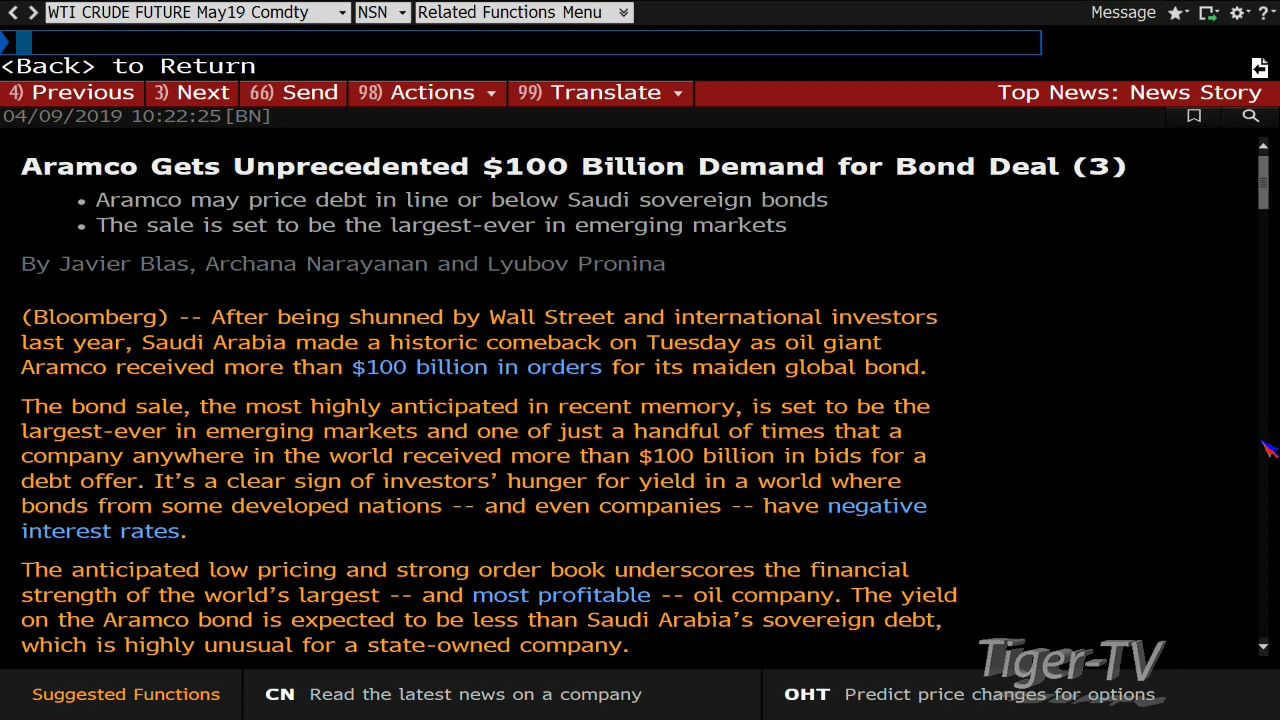 WTI CRUDE FUTURE May19 Comdty NSN Related Functions Menu Message ?
<Back> to Return
4) Previous 3) Next 66) Send 98) Actions 99) Translate Top News: News Story
04/09/2019 10:22:25 [BN]
Aramco Gets Unprecedented $100 Billion Demand for Bond Deal (3)
• Aramco may price debt in line or below Saudi sovereign bonds
• The sale is set to be the largest-ever in emerging markets
By Javier Blas, Archana Narayanan and Lyubov Pronina
(Bloomberg) -- After being shunned by Wall Street and international investors
last year, Saudi Arabia made a historic comeback on Tuesday as oil giant
Aramco received more than $100 billion in orders for its maiden global bond.
The bond sale, the most highly anticipated in recent memory, is set to be the
largest-ever in emerging markets and one of just a handful of times that a
company anywhere in the world received more than $100 billion in bids for a
debt offer. It’s a clear sign of investors’ hunger for yield in a world where
bonds from some developed nations -- and even companies -- have negative
interest rates.
The anticipated low pricing and strong order book underscores the financial
strength of the world’s largest -- and most profitable -- oil company. The yield
on the Aramco bond is expected to be less than Saudi Arabia’s sovereign debt,
which is highly unusual for a state-owned company.
Tiger-TV
Suggested Functions CN Read the latest news on a company OHT Predict price changes for options